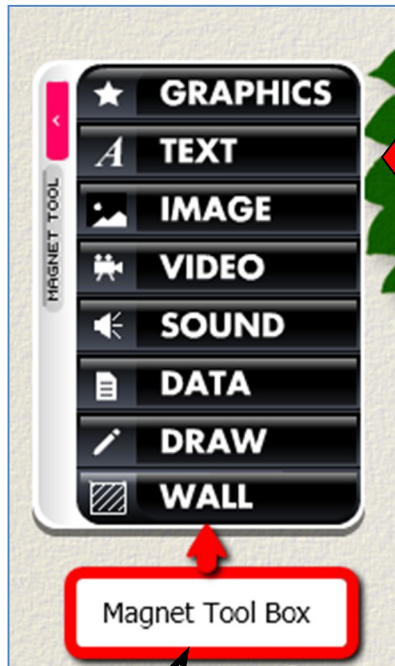 GRAPHICS
TEXT
IMAGE
VIDEO
SOUND
DATA
DRAW
WALL
MAGNET TOOL
Magnet Tool Box